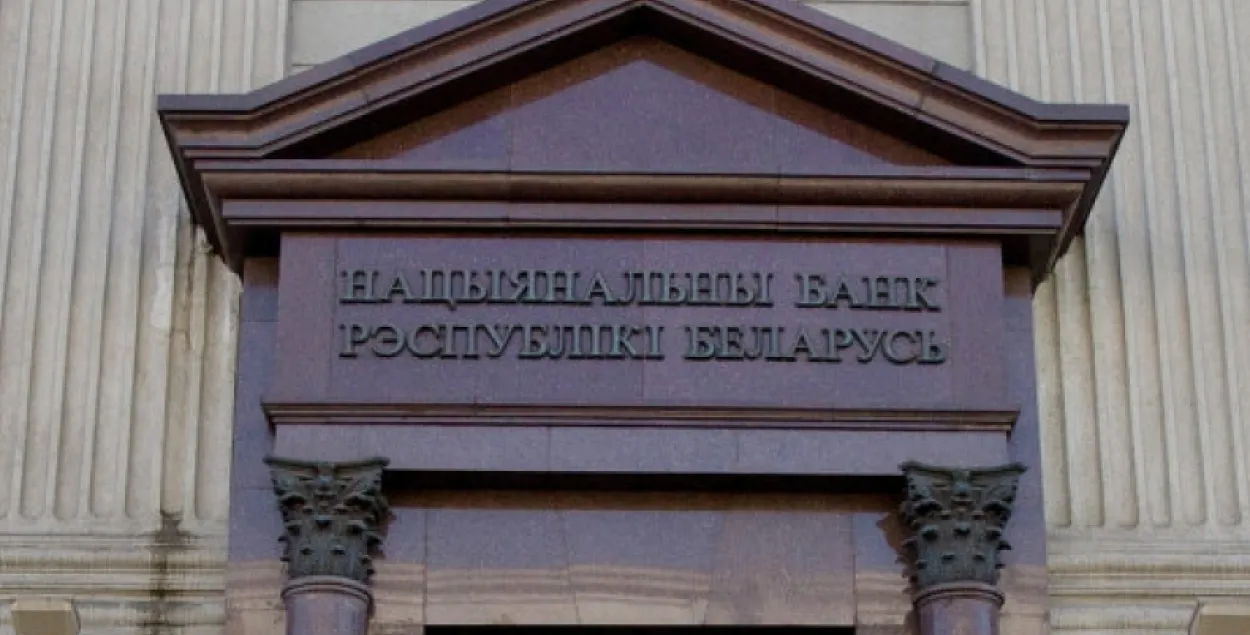 НАЦЫЯНАЛЬНЫ БАНК
РЭСПУБЛІКІ БЕЛАРУСЬ